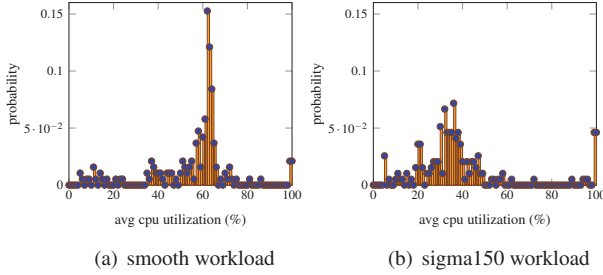 0.15
0.1
5·10⁻²
0
0 20 40 60 80 100
probability
avg cpu utilization (%)
(a) smooth workload
0.15
0.1
5·10⁻²
0
0 20 40 60 80 100
probability
avg cpu utilization (%)
(b) sigma150 workload